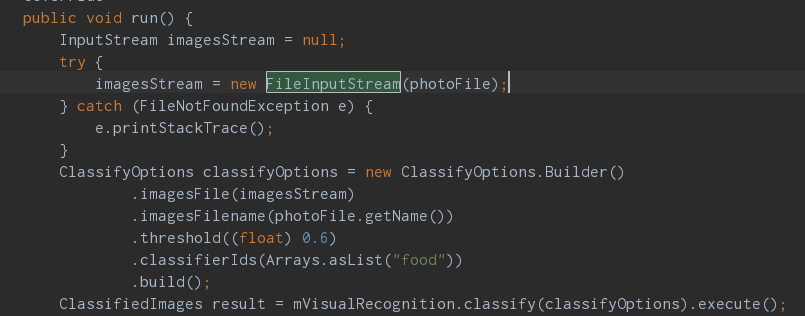 public void run() {
InputStream imagesStream = null;
try {
imagesStream = new FileInputStream(photoFile);
} catch (FileNotFoundException e) {
e.printStackTrace();
}
ClassifyOptions classifyOptions = new ClassifyOptions.Builder()
.imagesFile(imagesStream)
.imagesFilename(photoFile.getName())
.threshold((float) 0.6)
.classifierIds(Arrays.asList("food"))
.build();
ClassifiedImages result = mVisualRecognition.classify(classifyOptions).execute();